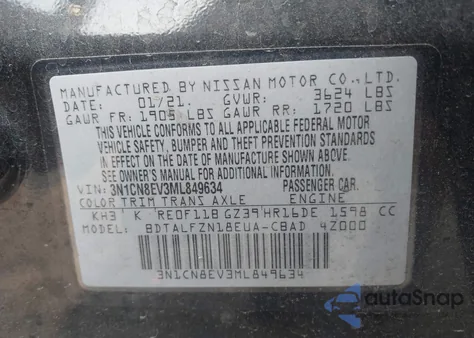 MANUFACTURED BY NISSAN MOTOR CO.,LTD.
DATE: 01/21. GVWR: 3624 LBS
GAWR FR: 1905 LBS GAWR RR: 1720 LBS
THIS VEHICLE CONFORMS TO ALL APPLICABLE FEDERAL MOTOR
VEHICLE SAFETY, BUMPER AND THEFT PREVENTION STANDARDS
IN EFFECT ON THE DATE OF MANUFACTURE SHOWN ABOVE.
SEE OWNER'S MANUAL FOR ADDITIONAL INFORMATION.
VIN: 3N1CN8EV3ML849634 PASSENGER CAR.
COLOR TRIM TRANS AXLE ENGINE
KH3 K RE0F11B GZ39 HR16DE 1598 CC
MODEL: BDTALFZN18EUA-CBAD 4Z000
3N1CN8EV3ML849634
autoSnap